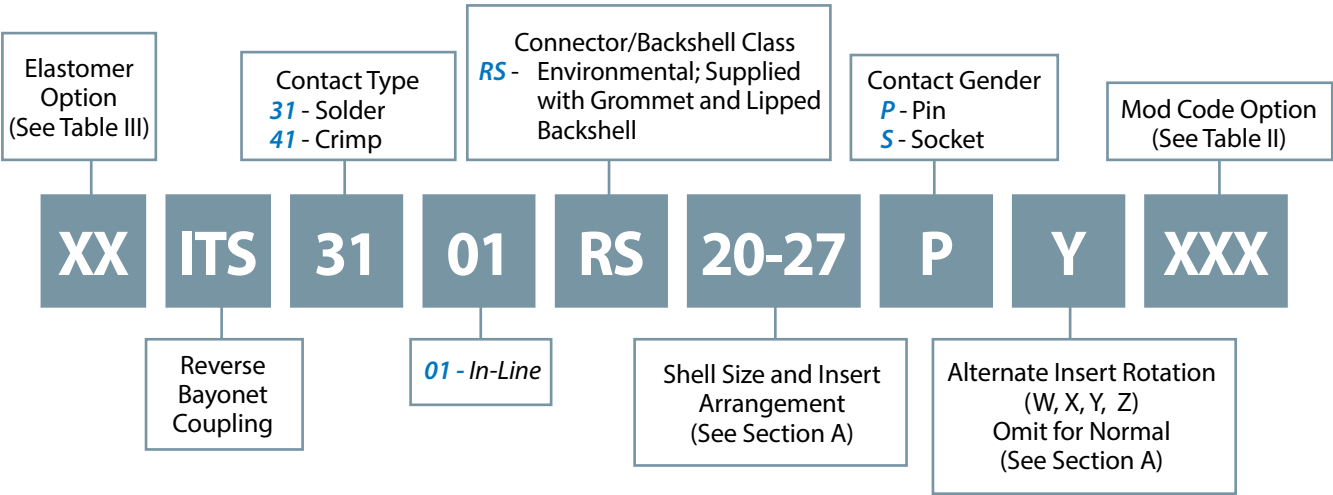 Elastomer
Option
(See Table III)
Contact Type
31 - Solder
41 - Crimp
Connector/Backshell Class
RS - Environmental; Supplied
with Grommet and Lipped
Backshell
Contact Gender
P - Pin
S - Socket
Mod Code Option
(See Table II)
XX ITS 31 01 RS 20-27 P Y XXX
Reverse
Bayonet
Coupling
01 - In-Line
Shell Size and Insert
Arrangement
(See Section A)
Alternate Insert Rotation
(W, X, Y, Z)
Omit for Normal
(See Section A)